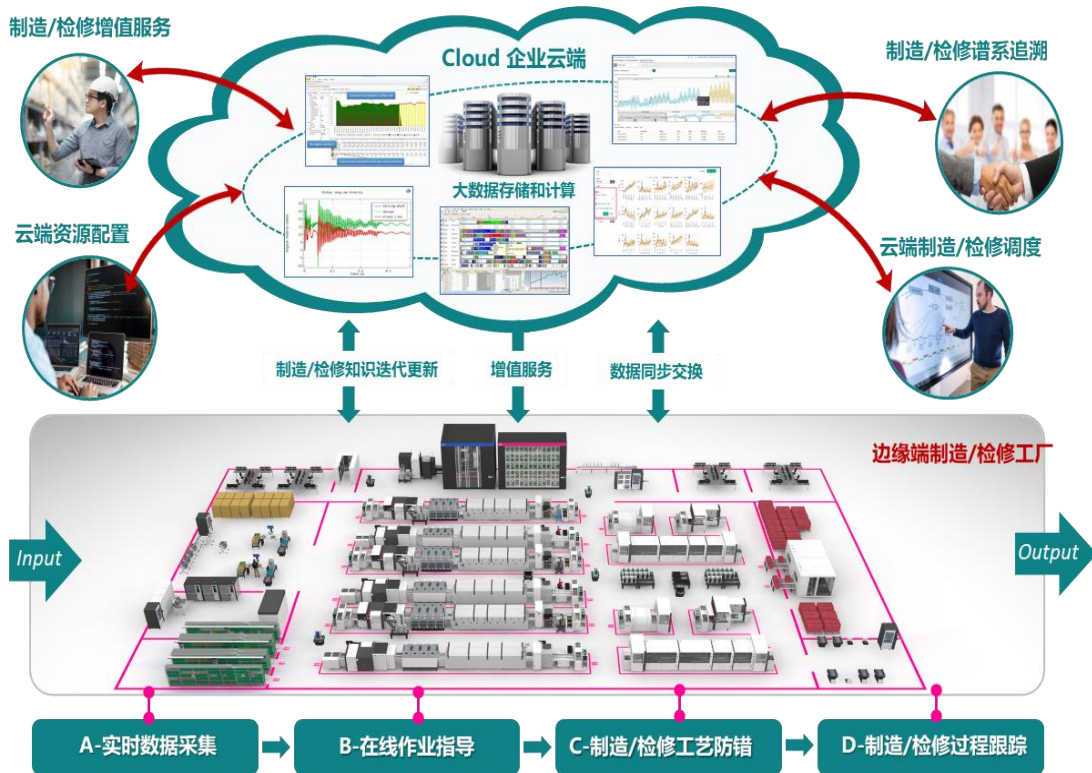 制造/检修增值服务
Cloud 企业云端
制造/检修谱系追溯
大数据存储和计算
云端资源配置
云端制造/检修调度
制造/检修知识迭代更新
增值服务
数据同步交换
边缘端制造/检修工厂
Input
Output
A-实时数据采集
B-在线作业指导
C-制造/检修工艺防错
D-制造/检修过程跟踪